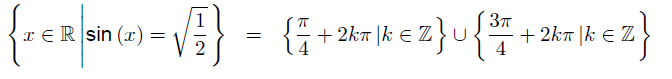 {x ∈ ℝ | sin (x) = √(1/2)} = {π/4 + 2kπ | k ∈ ℤ} ∪ {3π/4 + 2kπ | k ∈ ℤ}